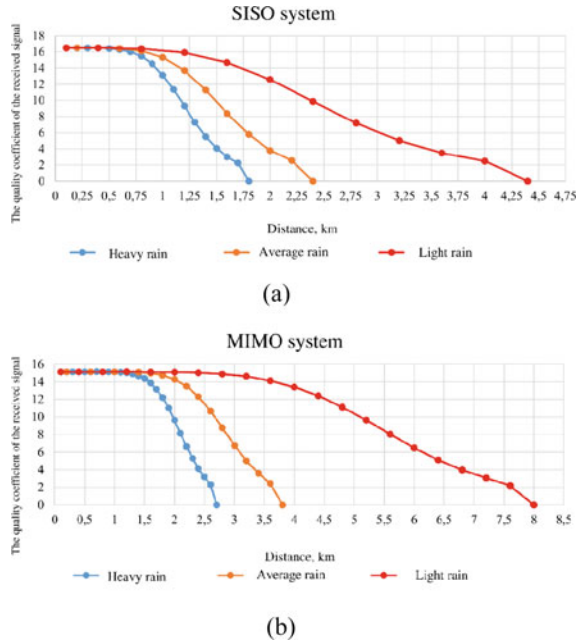 SISO system
The quality coefficient of the received signal
18
16
14
12
10
8
6
4
2
0
0 0,25 0,5 0,75 1 1,25 1,5 1,75 2 2,25 2,5 2,75 3 3,25 3,5 3,75 4 4,25 4,5 4,75
Distance, km
Heavy rain Average rain Light rain
(a)
MIMO system
The quality coefficient of the received signal
16
14
12
10
8
6
4
2
0
0 0,5 1 1,5 2 2,5 3 3,5 4 4,5 5 5,5 6 6,5 7 7,5 8 8,5
Distance, km
Heavy rain Average rain Light rain
(b)